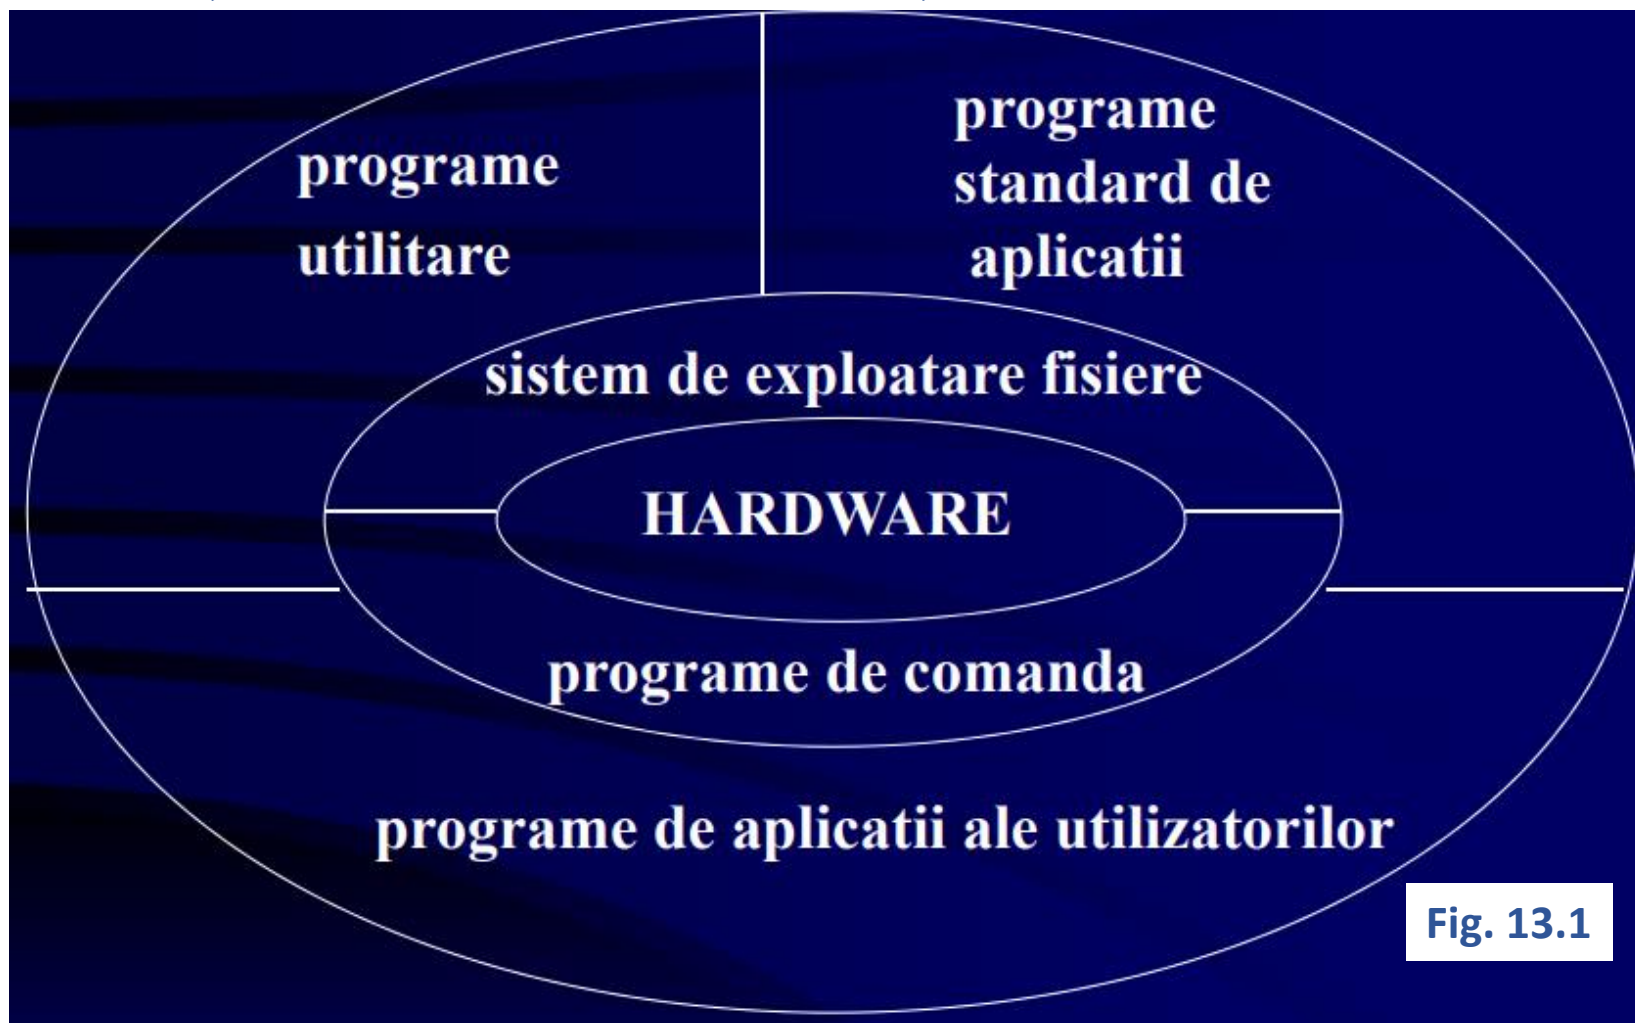 programe
utilitare
programe
standard de
aplicatii
sistem de exploatare fisiere
HARDWARE
programe de comanda
programe de aplicatii ale utilizatorilor
Fig. 13.1